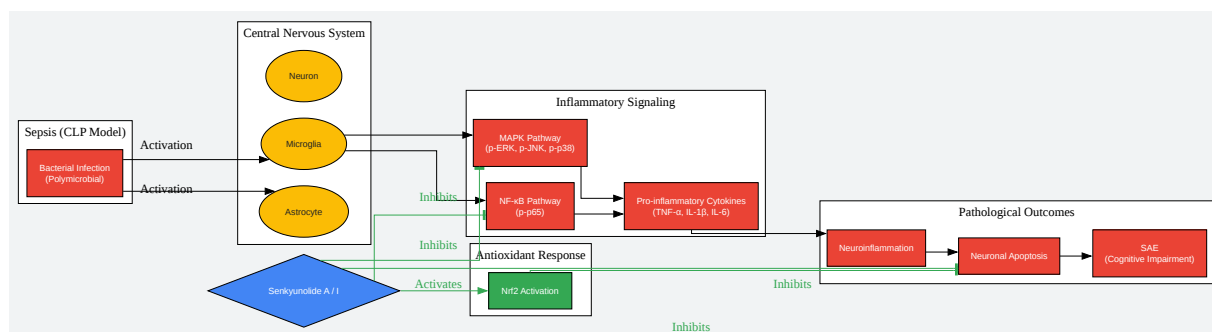 Central Nervous System
Neuron
Microglia
Astrocyte
Sepsis (CLP Model)
Bacterial Infection
(Polymicrobial)
Activation
Activation
Inflammatory Signaling
MAPK Pathway
(p-ERK, p-JNK, p-p38)
NF-κB Pathway
(p-p65)
Pro-inflammatory Cytokines
(TNF-α, IL-1β, IL-6)
Inhibits
Inhibits
Pathological Outcomes
Neuroinflammation
Neuronal Apoptosis
SAE
(Cognitive Impairment)
Antioxidant Response
Nrf2 Activation
Senkyunolide A / I
Activates
Inhibits
Inhibits